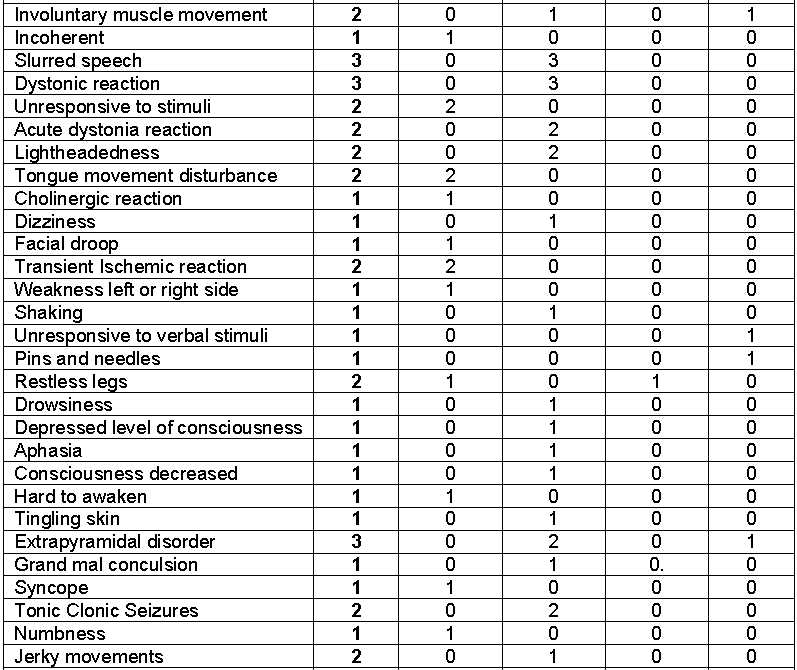 Involuntary muscle movement 2 0 1 0 1
Incoherent 1 1 0 0 0
Slurred speech 3 0 3 0 0
Dystonic reaction 3 0 3 0 0
Unresponsive to stimuli 2 2 0 0 0
Acute dystonia reaction 2 0 2 0 0
Lightheadedness 2 0 2 0 0
Tongue movement disturbance 2 2 0 0 0
Cholinergic reaction 1 1 0 0 0
Dizziness 1 0 1 0 0
Facial droop 1 1 0 0 0
Transient Ischemic reaction 2 2 0 0 0
Weakness left or right side 1 1 0 0 0
Shaking 1 0 1 0 0
Unresponsive to verbal stimuli 1 0 0 0 1
Pins and needles 1 0 0 0 1
Restless legs 2 1 0 1 0
Drowsiness 1 0 1 0 0
Depressed level of consciousness 1 0 1 0 0
Aphasia 1 0 1 0 0
Consciousness decreased 1 0 1 0 0
Hard to awaken 1 1 0 0 0
Tingling skin 1 0 1 0 0
Extrapyramidal disorder 3 0 2 0 1
Grand mal conculsion 1 0 1 0. 0
Syncope 1 1 0 0 0
Tonic Clonic Seizures 2 0 2 0 0
Numbness 1 1 0 0 0
Jerky movements 2 0 1 0 0